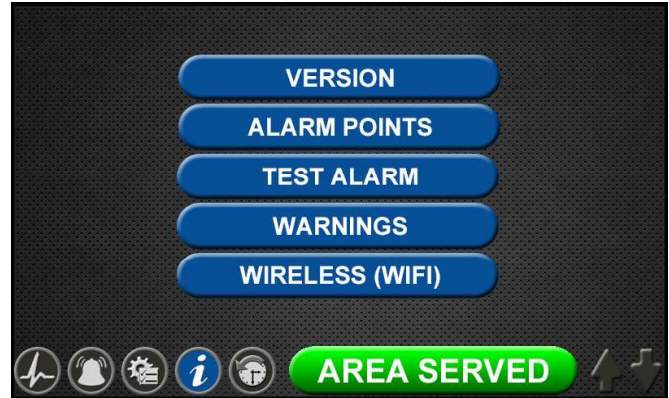 VERSION
ALARM POINTS
TEST ALARM
WARNINGS
WIRELESS (WIFI)
i AREA SERVED